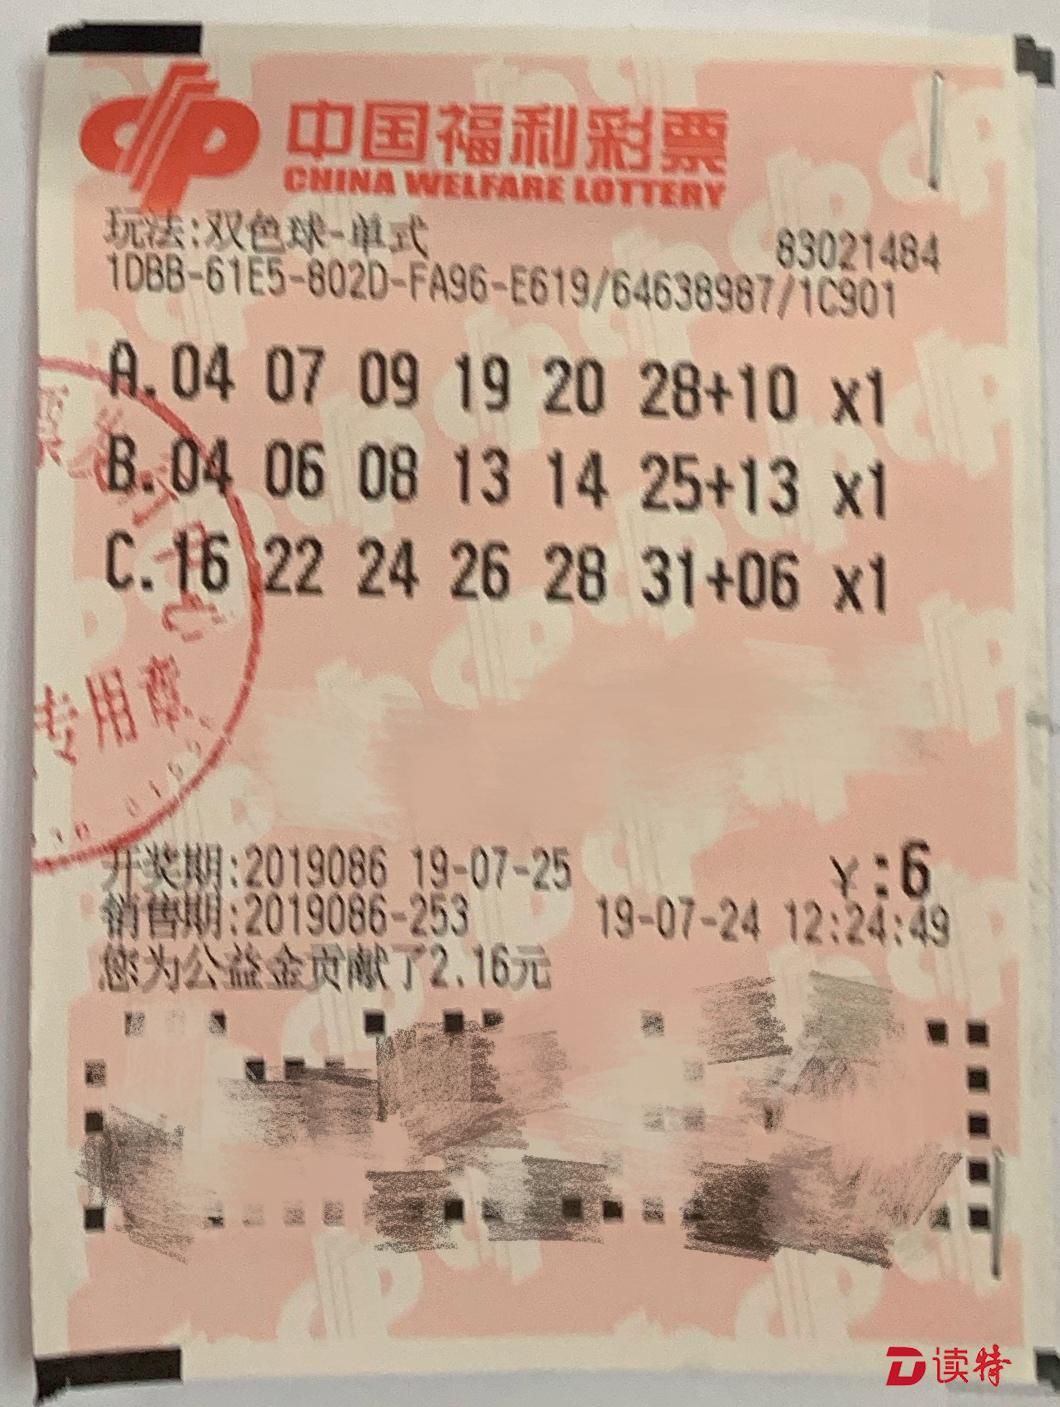 中国福利彩票
CHINA WELFARE LOTTERY
玩法:双色球-单式
83021484
1DBB-61E5-802D-FA96-E619/64638987/1C901
A.04 07 09 19 20 28+10 x1
B.04 06 08 13 14 25+13 x1
C.16 22 24 26 28 31+06 x1
专用章
开奖期:2019086 19-07-25 ¥:6
销售期:2019086-253 19-07-24 12:24:49
您为公益金贡献了2.16元
读特